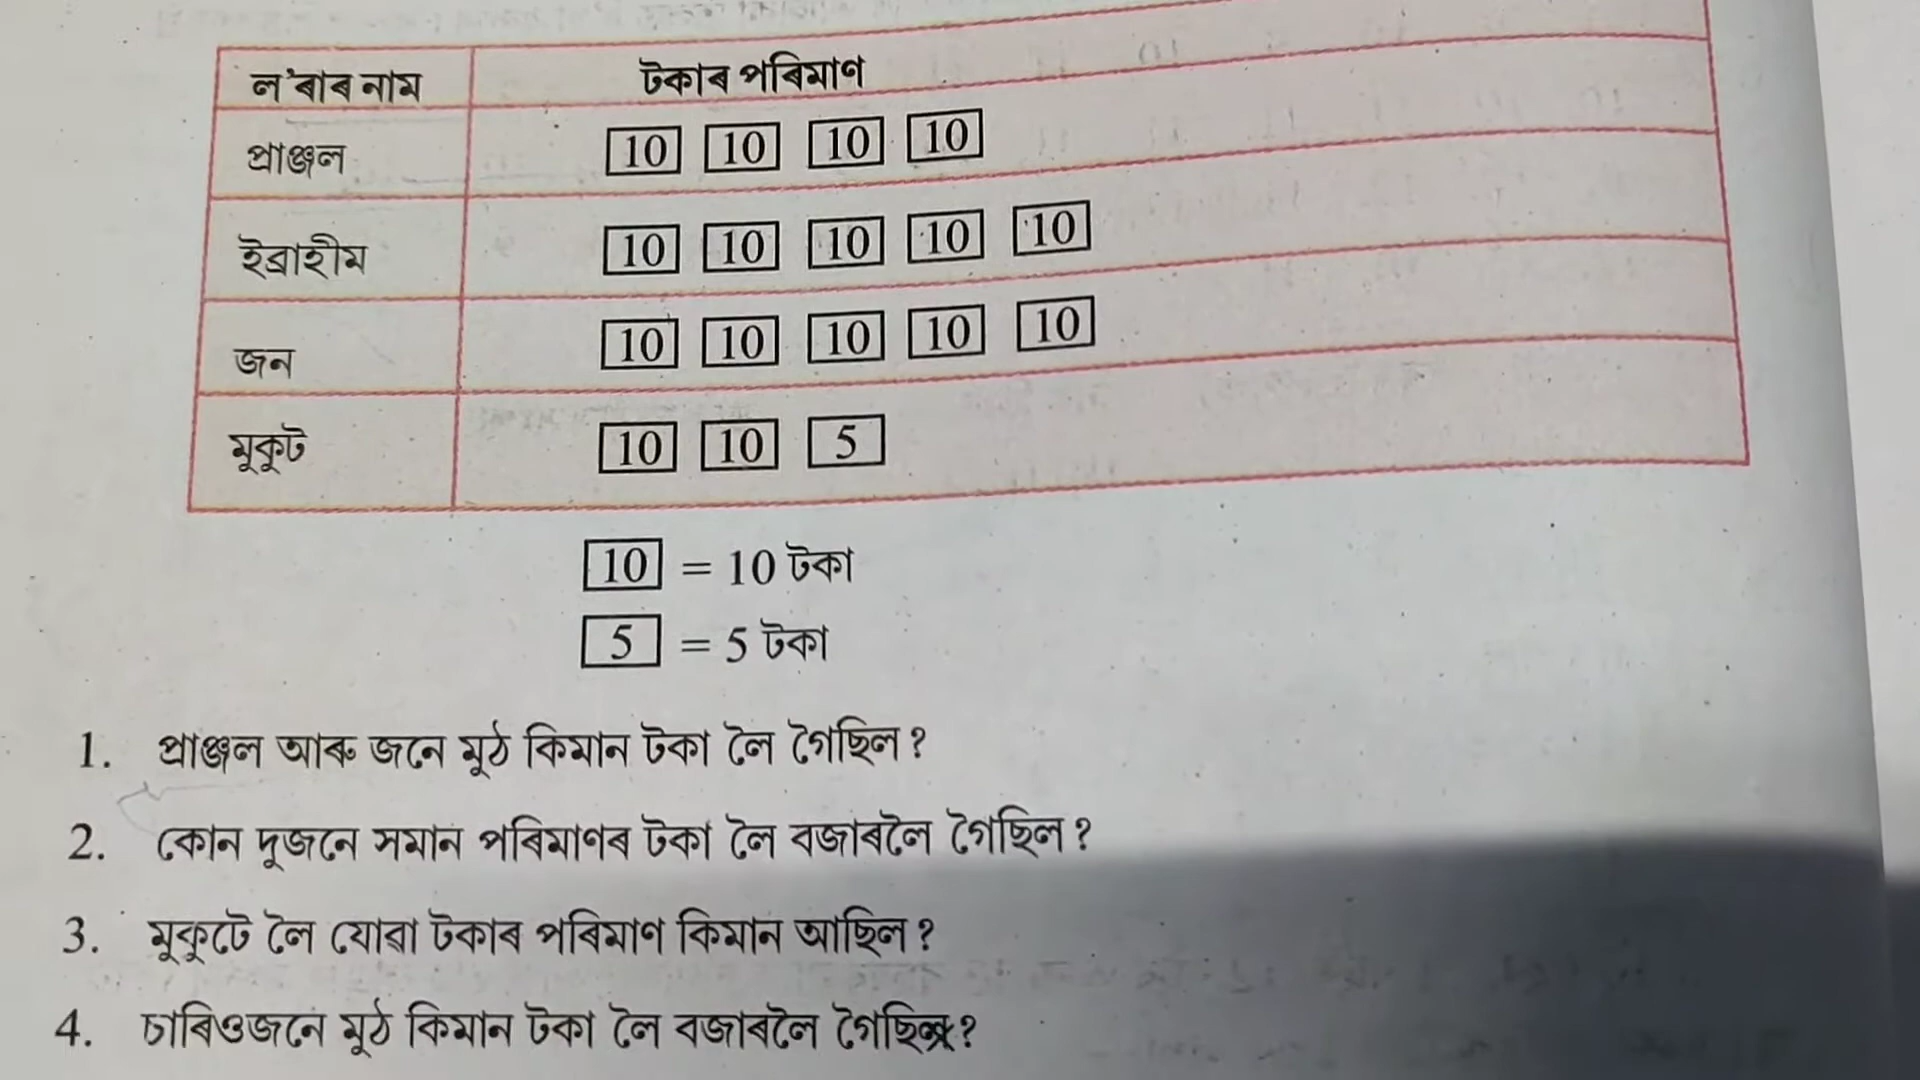 ল'ৰাৰ নাম টকাৰ পৰিমাণ
প্ৰাঞ্জল 10 10 10 10
ইব্ৰাহীম 10 10 10 10 10
জন 10 10 10 10 10
মুকুট 10 10 5
10 = 10 টকা
5 = 5 টকা
1. প্ৰাঞ্জল আৰু জনে মুঠ কিমান টকা লৈ গৈছিল?
2. কোন দুজনে সমান পৰিমাণৰ টকা লৈ বজাৰলৈ গৈছিল?
3. মুকুটে লৈ যোৱা টকাৰ পৰিমাণ কিমান আছিল?
4. চাৰিওজনে মুঠ কিমান টকা লৈ বজাৰলৈ গৈছিল?